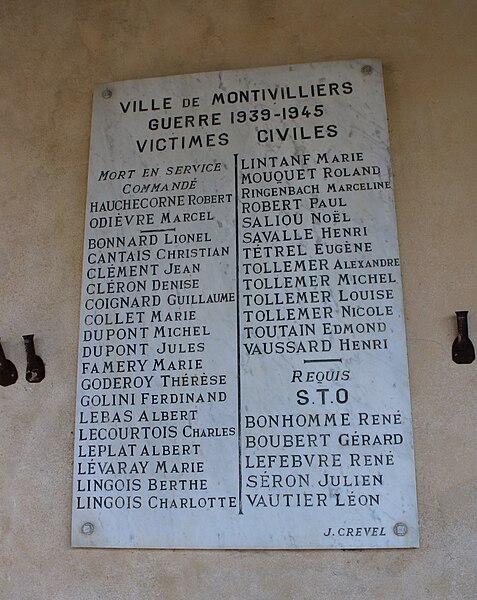 VILLE DE MONTIVILLIERS
GUERRE 1939-1945
VICTIMES CIVILES
MORT EN SERVICE
COMMANDÉ
HAUCHECORNE ROBERT
ODIÈVRE MARCEL
BONNARD LIONEL
CANTAIS CHRISTIAN
CLÉMENT JEAN
CLÉRON DENISE
COIGNARD GUILLAUME
COLLET MARIE
DUPONT MICHEL
DUPONT JULES
FAMERY MARIE
GODEROY THÉRÈSE
GOLINI FERDINAND
LEBAS ALBERT
LECOURTOIS CHARLES
LEPLAT ALBERT
LÉVARAY MARIE
LINGOIS BERTHE
LINGOIS CHARLOTTE
LINTANF MARIE
MOUQUET ROLAND
RINGENBACH MARCELINE
ROBERT PAUL
SALIOU NOËL
SAVALLE HENRI
TÉTREL EUGÈNE
TOLLEMER ALEXANDRE
TOLLEMER MICHEL
TOLLEMER LOUISE
TOLLEMER NICOLE
TOUTAIN EDMOND
VAUSSARD HENRI
REQUIS
S.T.O
BONHOMME RENÉ
BOUBERT GÉRARD
LEFEBVRE RENÉ
SÉRON JULIEN
VAUTIER LÉON
J. CREVEL